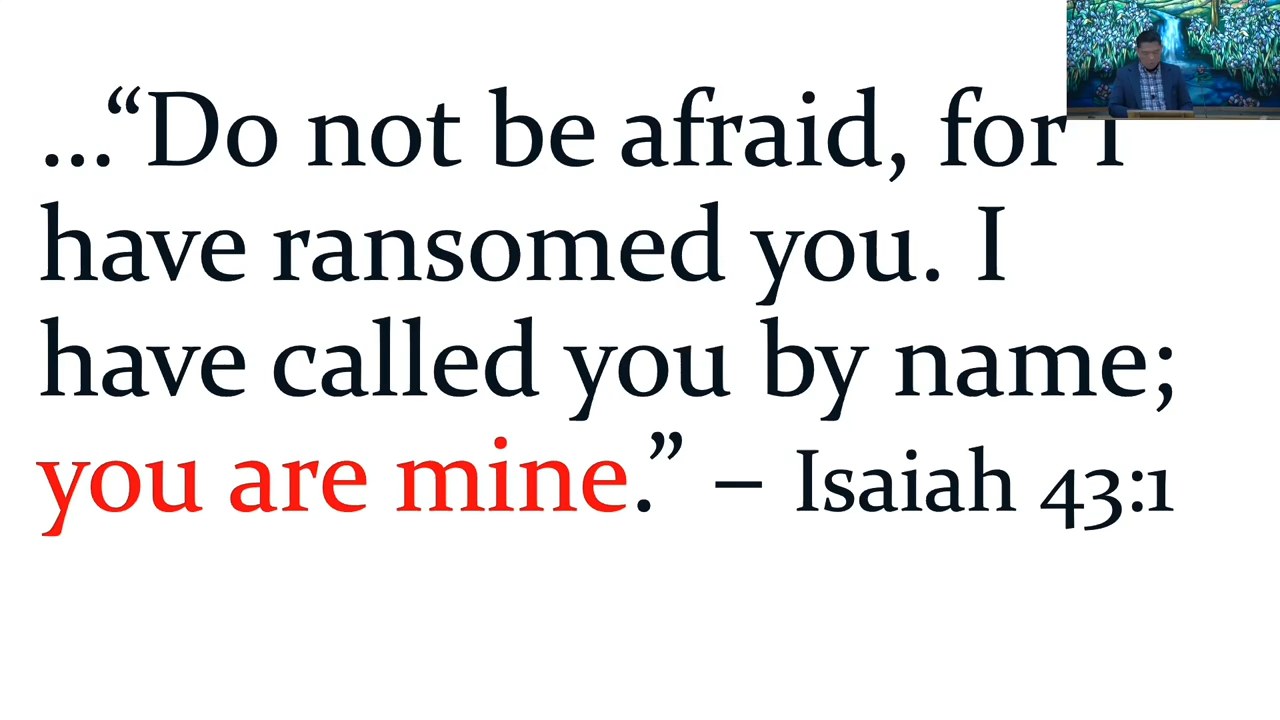 ...“Do not be afraid, for I
have ransomed you. I
have called you by name;
you are mine.” – Isaiah 43:1